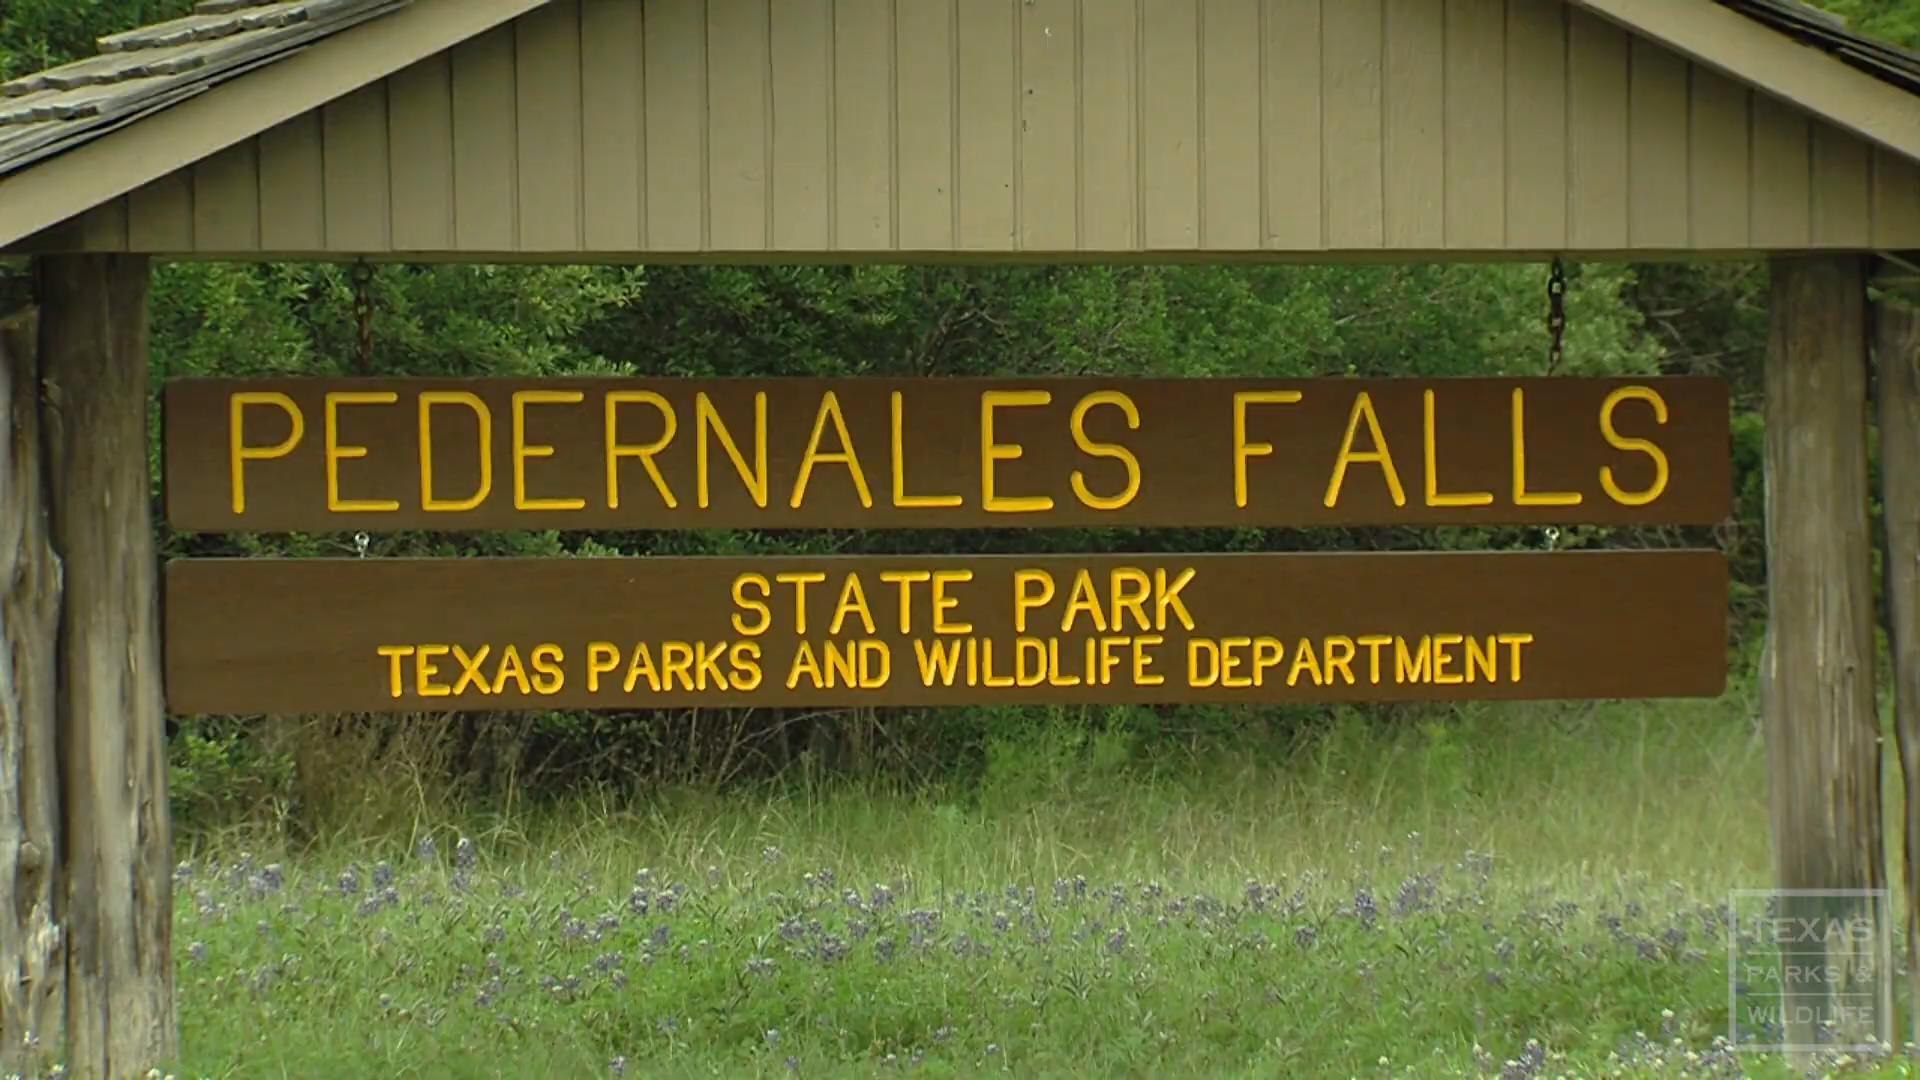 PEDERNALES FALLS
STATE PARK
TEXAS PARKS AND WILDLIFE DEPARTMENT
TEXAS
PARKS &
WILDLIFE